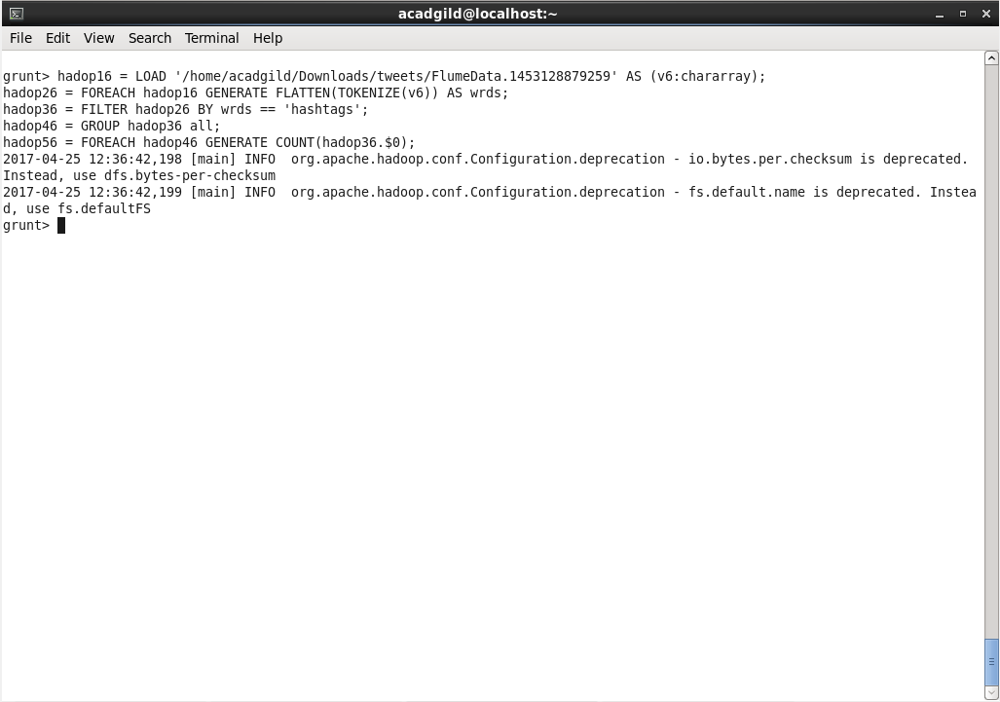 acadgild@localhost:~
File Edit View Search Terminal Help
grunt> hadop16 = LOAD '/home/acadgild/Downloads/tweets/FlumeData.1453128879259' AS (v6:chararray);
hadop26 = FOREACH hadop16 GENERATE FLATTEN(TOKENIZE(v6)) AS wrds;
hadop36 = FILTER hadop26 BY wrds == 'hashtags';
hadop46 = GROUP hadop36 all;
hadop56 = FOREACH hadop46 GENERATE COUNT(hadop36.$0);
2017-04-25 12:36:42,198 [main] INFO  org.apache.hadoop.conf.Configuration.deprecation - io.bytes.per.checksum is deprecated.
Instead, use dfs.bytes-per-checksum
2017-04-25 12:36:42,199 [main] INFO  org.apache.hadoop.conf.Configuration.deprecation - fs.default.name is deprecated. Instea
d, use fs.defaultFS
grunt>